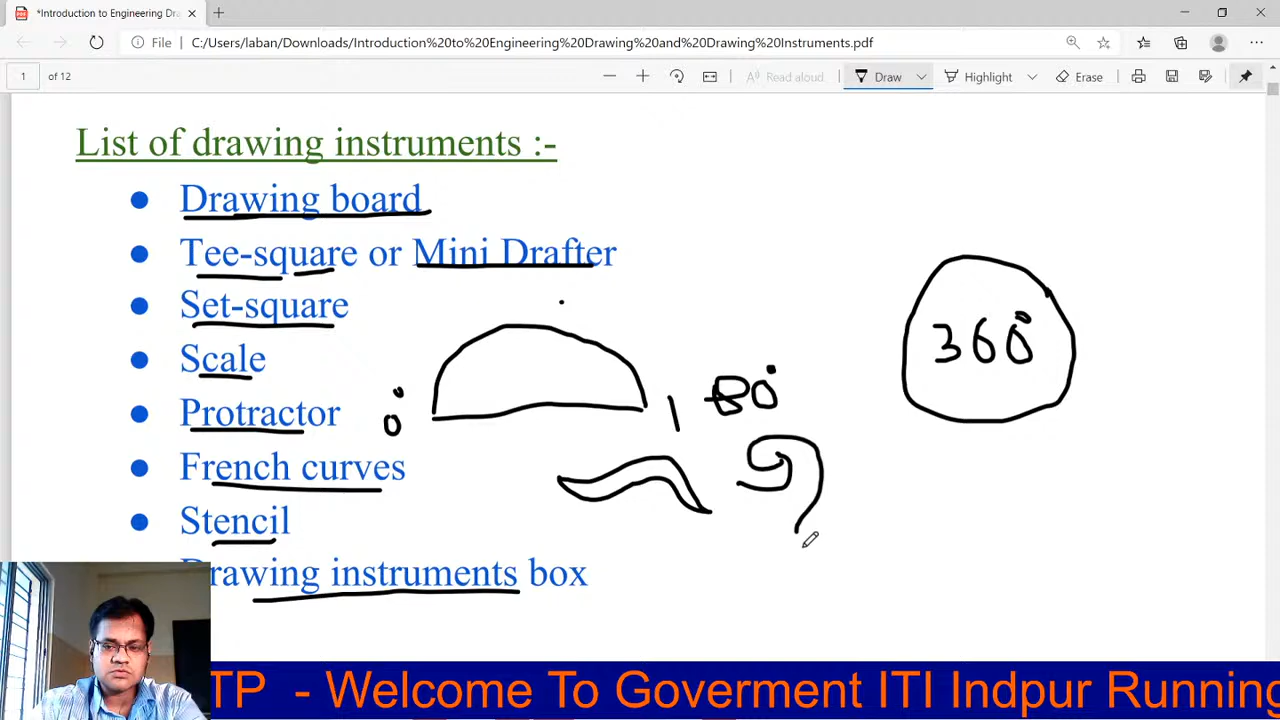 *Introduction to Engineering Dra
File C:/Users/laban/Downloads/Introduction%20to%20Engineering%20Drawing%20and%20Drawing%20Instruments.pdf
1 of 12 Read aloud Draw Highlight Erase
List of drawing instruments :-
● Drawing board
● Tee-square or Mini Drafter
● Set-square
● Scale
● Protractor
● French curves
● Stencil
Drawing instruments box
0° 180°
360°
TP - Welcome To Goverment ITI Indpur Running